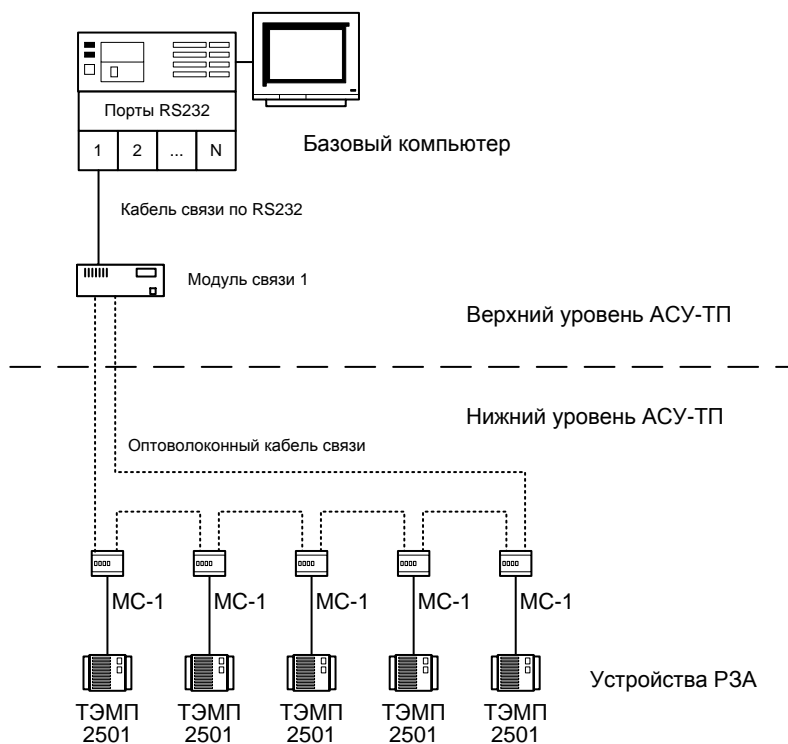 Порты RS232
1 2 ... N
Базовый компьютер
Кабель связи по RS232
Модуль связи 1
Верхний уровень АСУ-ТП
Нижний уровень АСУ-ТП
Оптоволоконный кабель связи
МС-1 МС-1 МС-1 МС-1 МС-1
Устройства РЗА
ТЭМП ТЭМП ТЭМП ТЭМП ТЭМП
2501 2501 2501 2501 2501